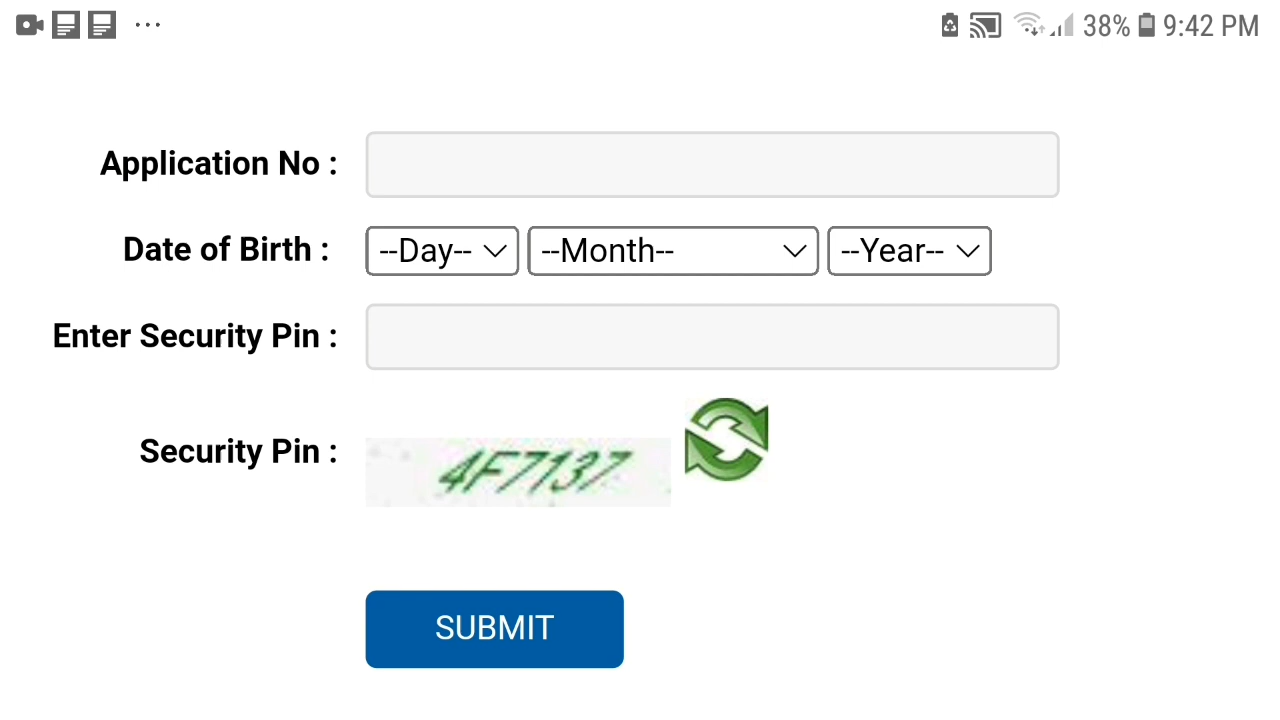 38% 9:42 PM
Application No :
Date of Birth : --Day-- --Month-- --Year--
Enter Security Pin :
Security Pin : 4F7137
SUBMIT